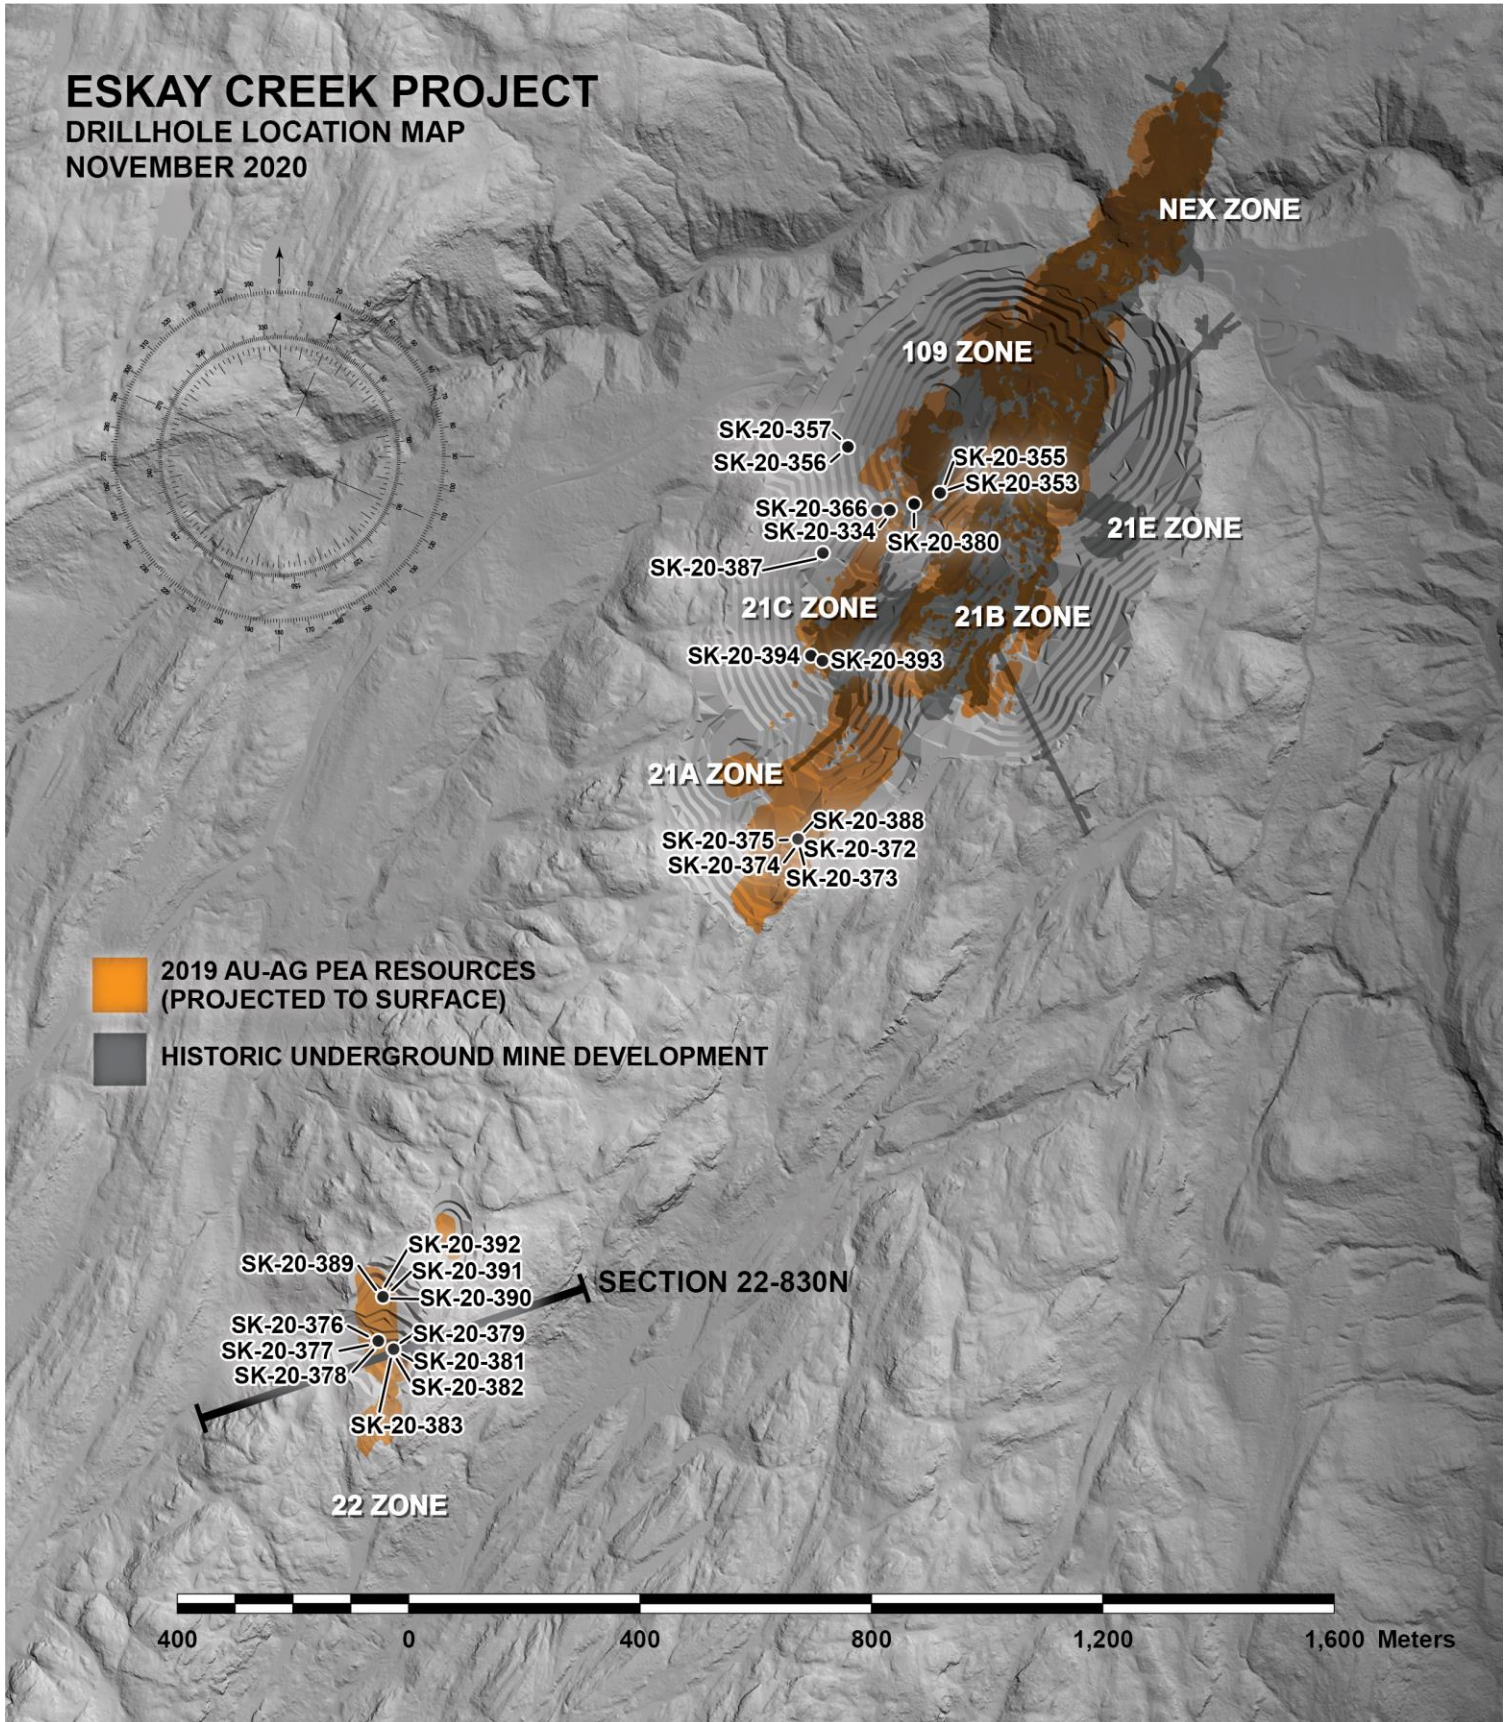 ESKAY CREEK PROJECT
DRILLHOLE LOCATION MAP
NOVEMBER 2020
NEX ZONE
109 ZONE
SK-20-357
SK-20-356
SK-20-355
SK-20-353
SK-20-366
SK-20-334
SK-20-380
21E ZONE
SK-20-387
21C ZONE
21B ZONE
SK-20-394
SK-20-393
21A ZONE
SK-20-388
SK-20-375
SK-20-372
SK-20-374
SK-20-373
2019 AU-AG PEA RESOURCES
(PROJECTED TO SURFACE)
HISTORIC UNDERGROUND MINE DEVELOPMENT
SK-20-392
SK-20-389
SK-20-391
SK-20-390
SECTION 22-830N
SK-20-376
SK-20-379
SK-20-377
SK-20-381
SK-20-378
SK-20-382
SK-20-383
22 ZONE
400 0 400 800 1,200 1,600 Meters